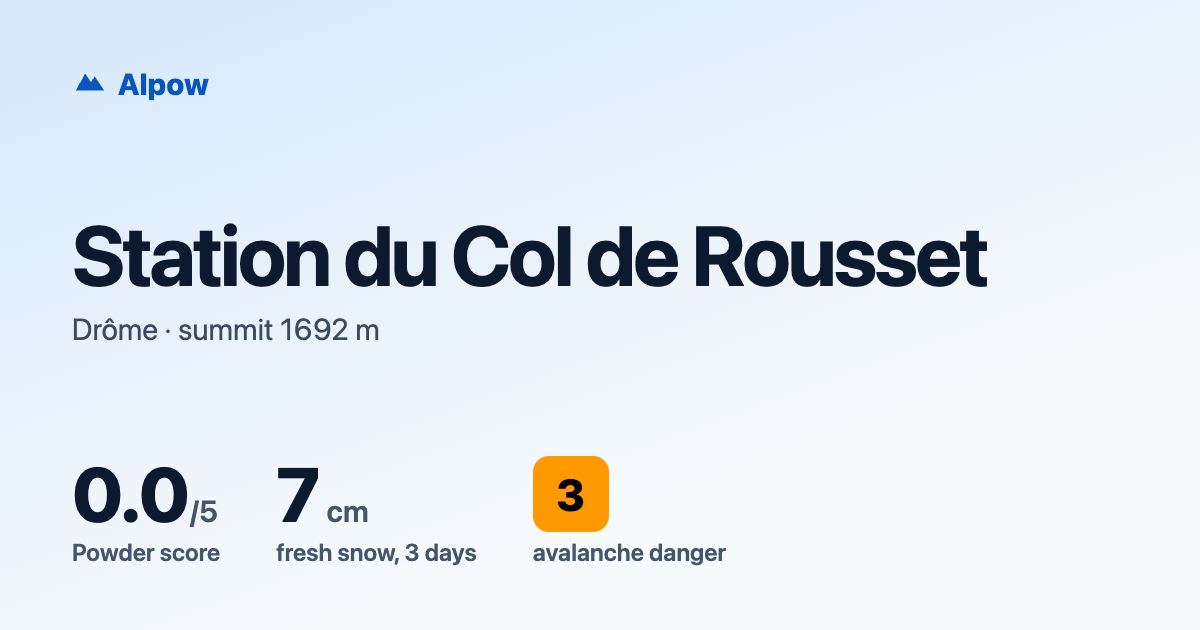 Alpow
Station du Col de Rousset
Drôme · summit 1692 m
0.0/5
Powder score
7 cm
fresh snow, 3 days
3
avalanche danger